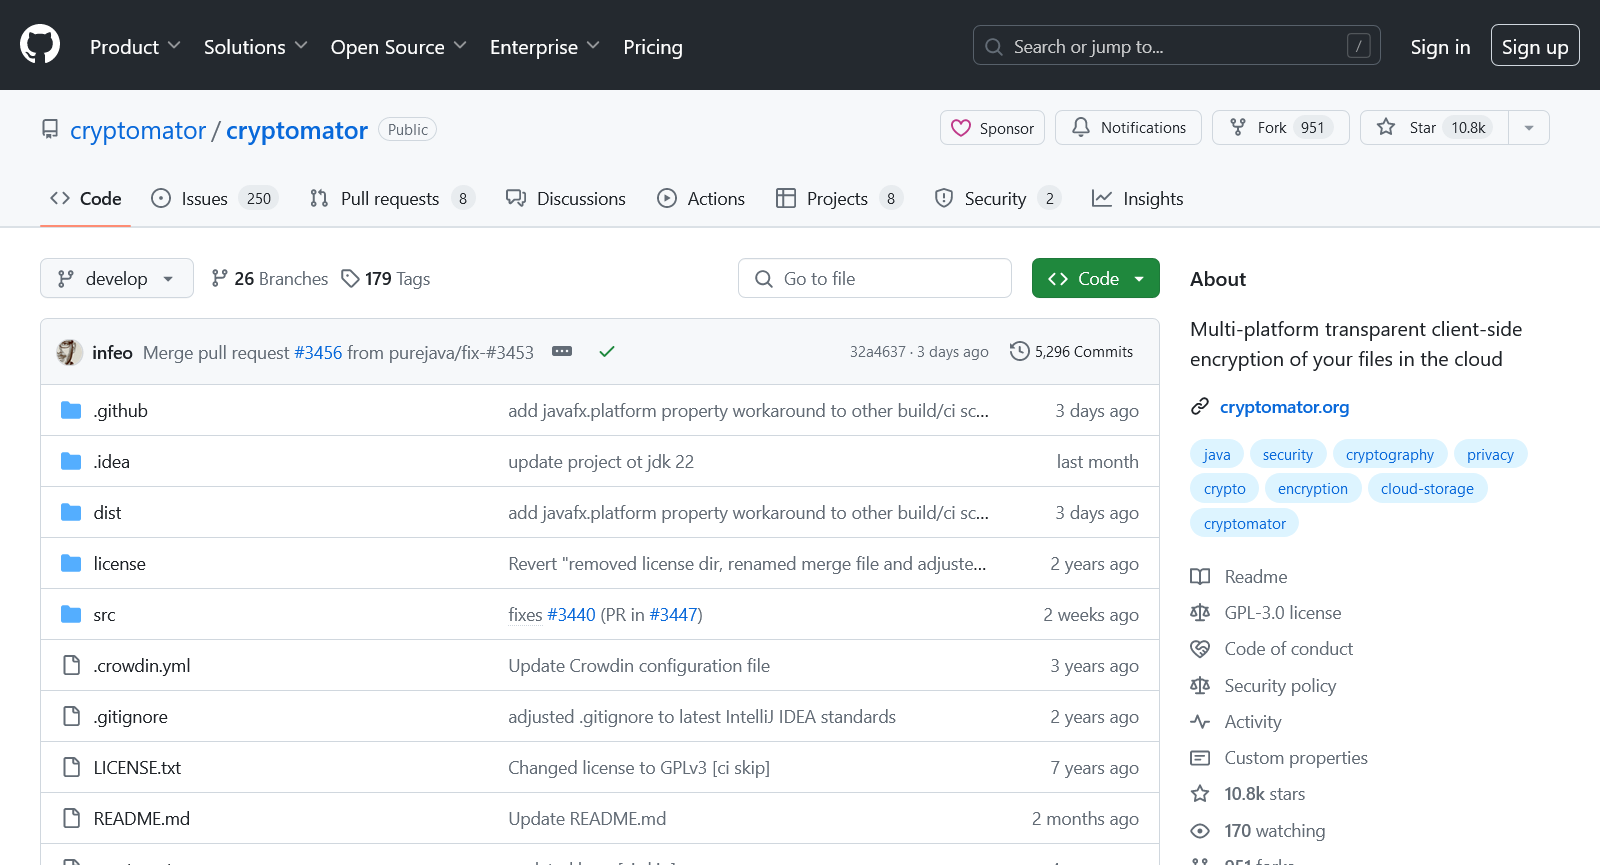 Product Solutions Open Source Enterprise Pricing Search or jump to... / Sign in Sign up
cryptomator / cryptomator Public Sponsor Notifications Fork 951 Star 10.8k
Code Issues 250 Pull requests 8 Discussions Actions Projects 8 Security 2 Insights
develop 26 Branches 179 Tags Go to file Code
infeo Merge pull request #3456 from purejava/fix-#3453 32a4637 · 3 days ago 5,296 Commits
.github add javafx.platform property workaround to other build/ci sc... 3 days ago
.idea update project ot jdk 22 last month
dist add javafx.platform property workaround to other build/ci sc... 3 days ago
license Revert "removed license dir, renamed merge file and adjuste... 2 years ago
src fixes #3440 (PR in #3447) 2 weeks ago
.crowdin.yml Update Crowdin configuration file 3 years ago
.gitignore adjusted .gitignore to latest IntelliJ IDEA standards 2 years ago
LICENSE.txt Changed license to GPLv3 [ci skip] 7 years ago
README.md Update README.md 2 months ago
About
Multi-platform transparent client-side
encryption of your files in the cloud
cryptomator.org
java security cryptography privacy
crypto encryption cloud-storage
cryptomator
Readme
GPL-3.0 license
Code of conduct
Security policy
Activity
Custom properties
10.8k stars
170 watching
951 forks